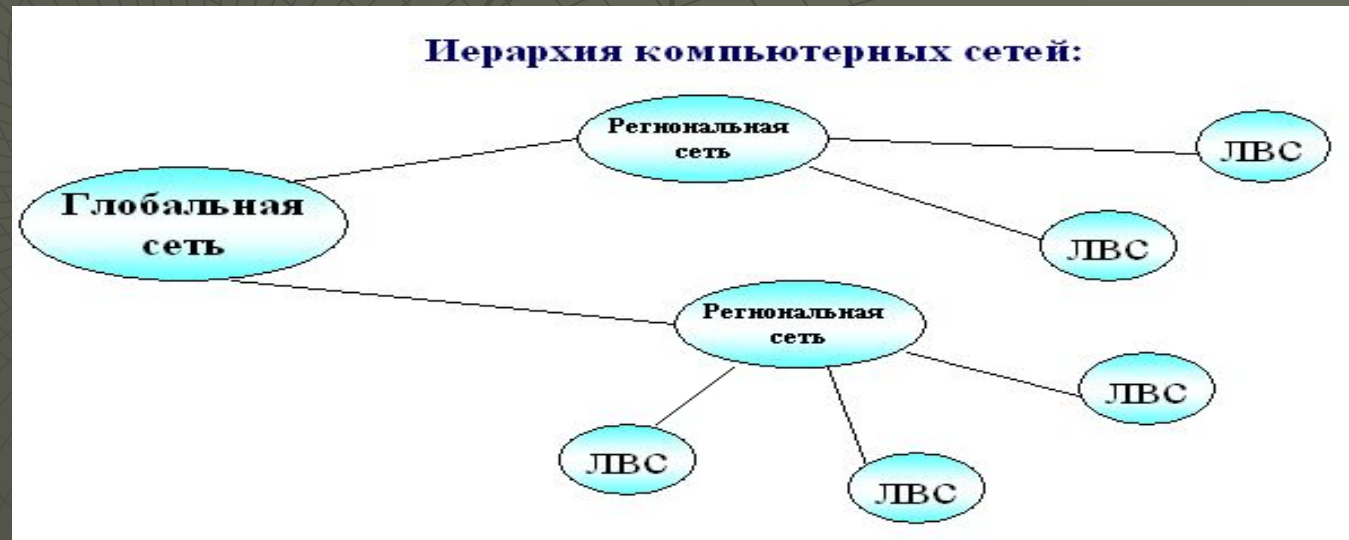 Иерархия компьютерных сетей:
Региональная
сеть
ЛВС
Глобальная
сеть
ЛВС
Региональная
сеть
ЛВС
ЛВС
ЛВС